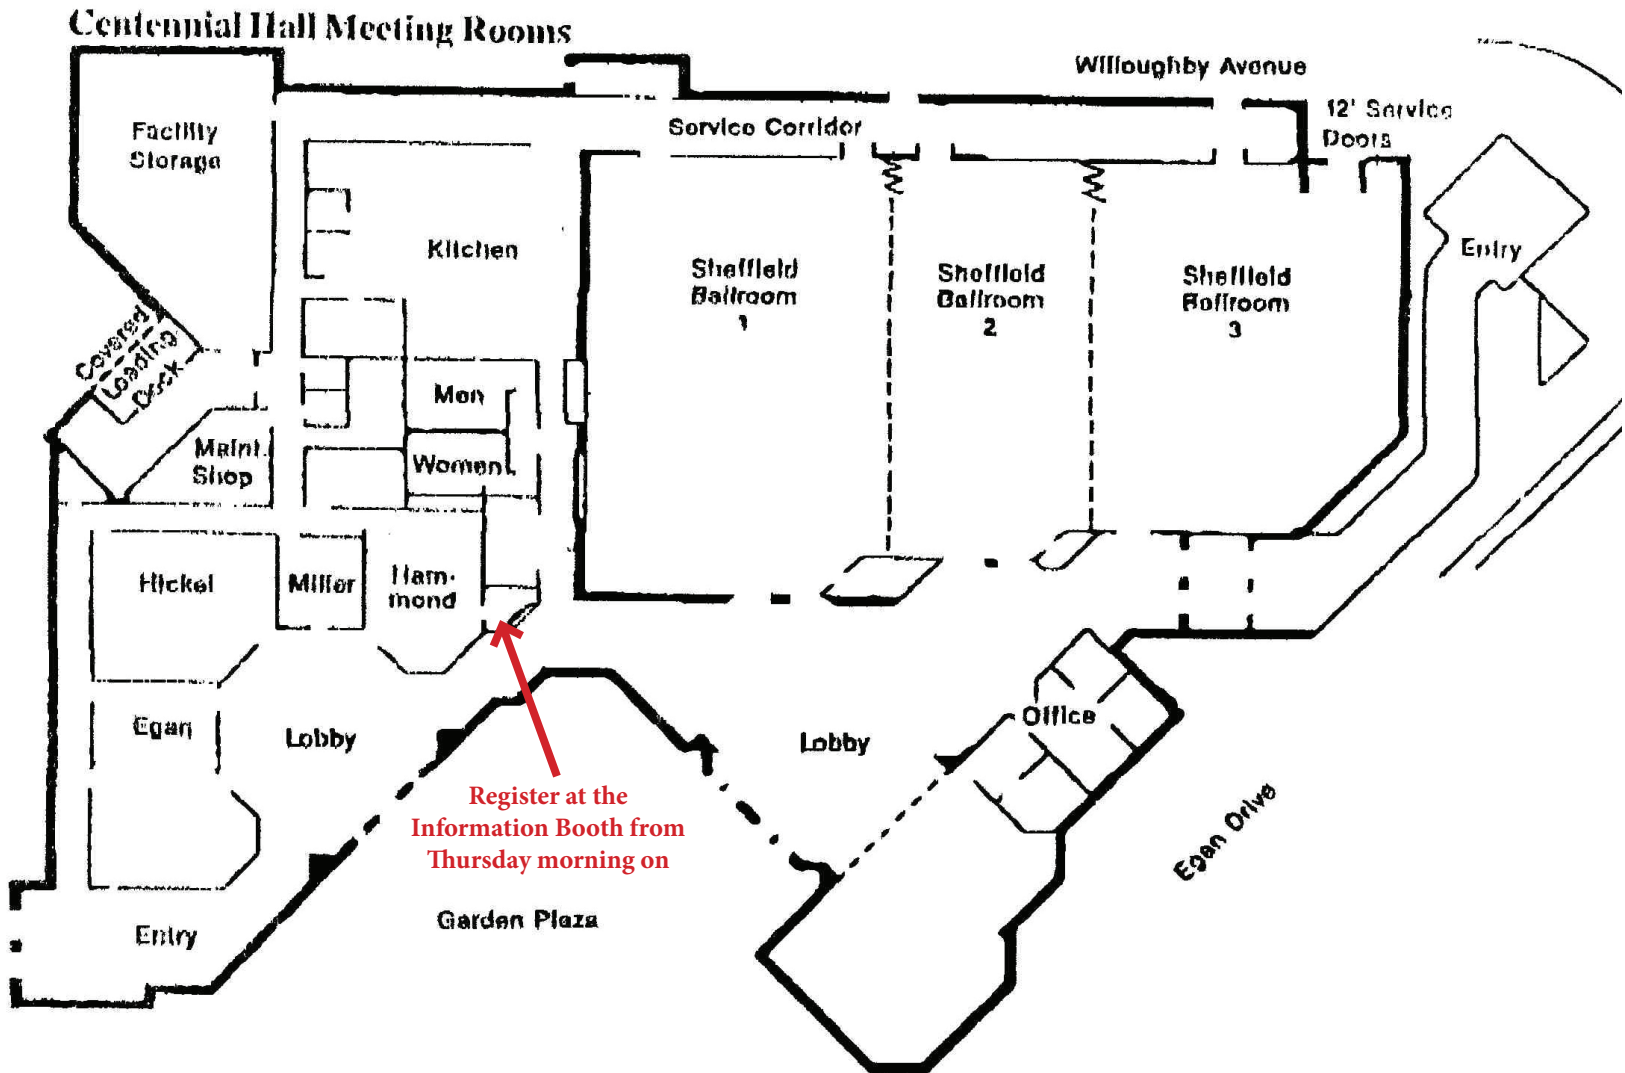 Centennial Hall Meeting Rooms
Willoughby Avenue
12' Service
Doors
Service Corridor
Facility
Storage
Kitchen
Entry
Sheffield
Ballroom
1
Sheffield
Ballroom
2
Sheffield
Ballroom
3
Covered
Loading
Dock
Men
Women
Maint.
Shop
Hickel
Miller
Ham-
mond
Egan
Lobby
Lobby
Office
Register at the
Information Booth from
Thursday morning on
Egan Drive
Garden Plaza
Entry